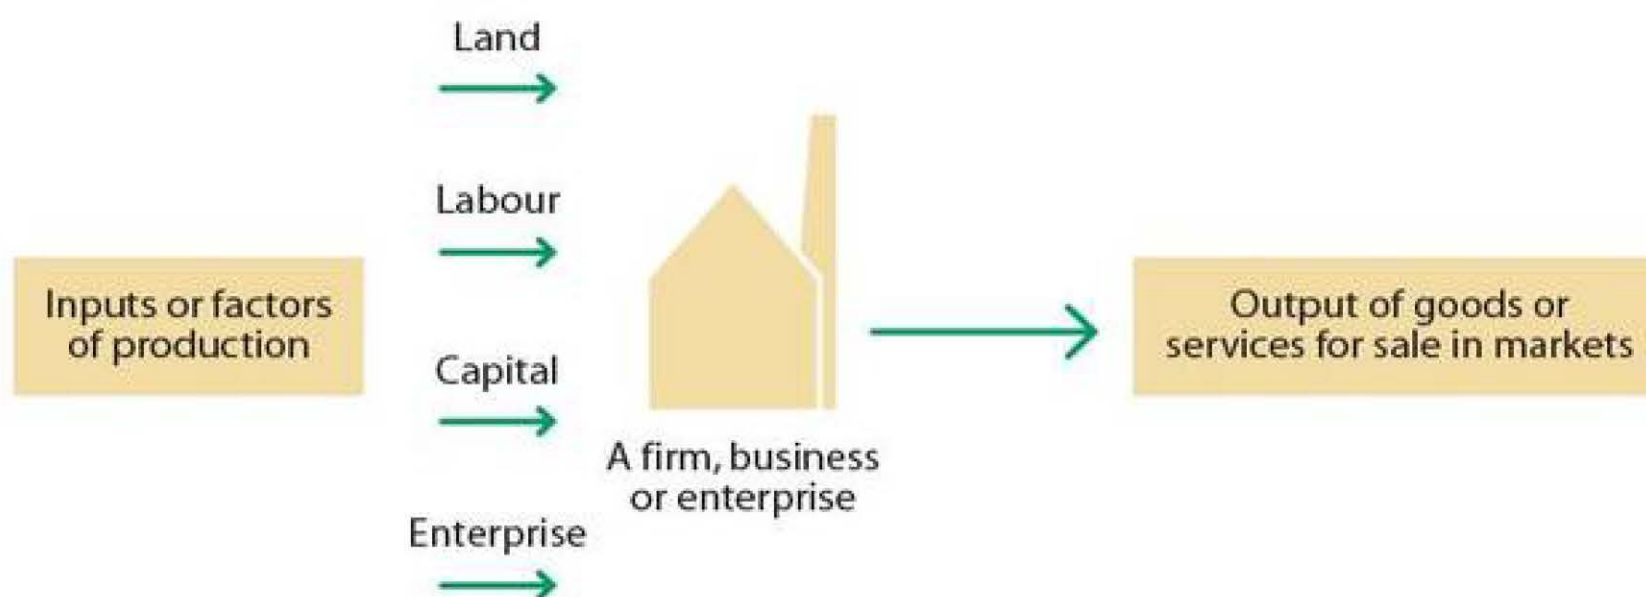 Land
Labour
Inputs or factors
of production
Capital
Enterprise
A firm, business
or enterprise
Output of goods or
services for sale in markets